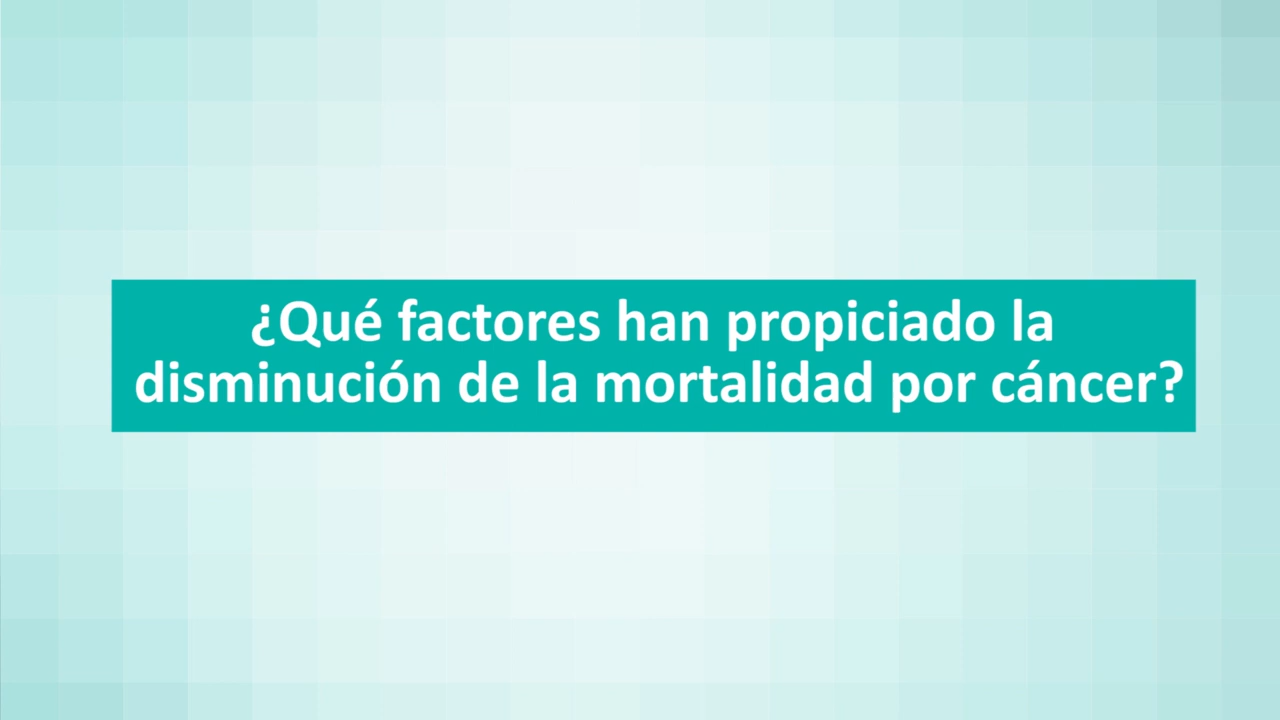 ¿Qué factores han propiciado la
disminución de la mortalidad por cáncer?